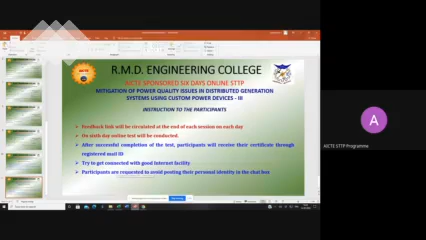 R.M.D. ENGINEERING COLLEGE
AICTE SPONSORED SIX DAYS ONLINE STTP
MITIGATION OF POWER QUALITY ISSUES IN DISTRIBUTED GENERATION
SYSTEMS USING CUSTOM POWER DEVICES - III
INSTRUCTION TO THE PARTICIPANTS
Feedback link will be circulated at the end of each session on each
day
On sixth day online test will be conducted.
After successful completion of the test, participants will receive their certificate through
registered mail ID
Try to get connected with good Internet facility
Participants are requested to avoid posting their personal identity in the chat box
A
AICTE STTP Programme